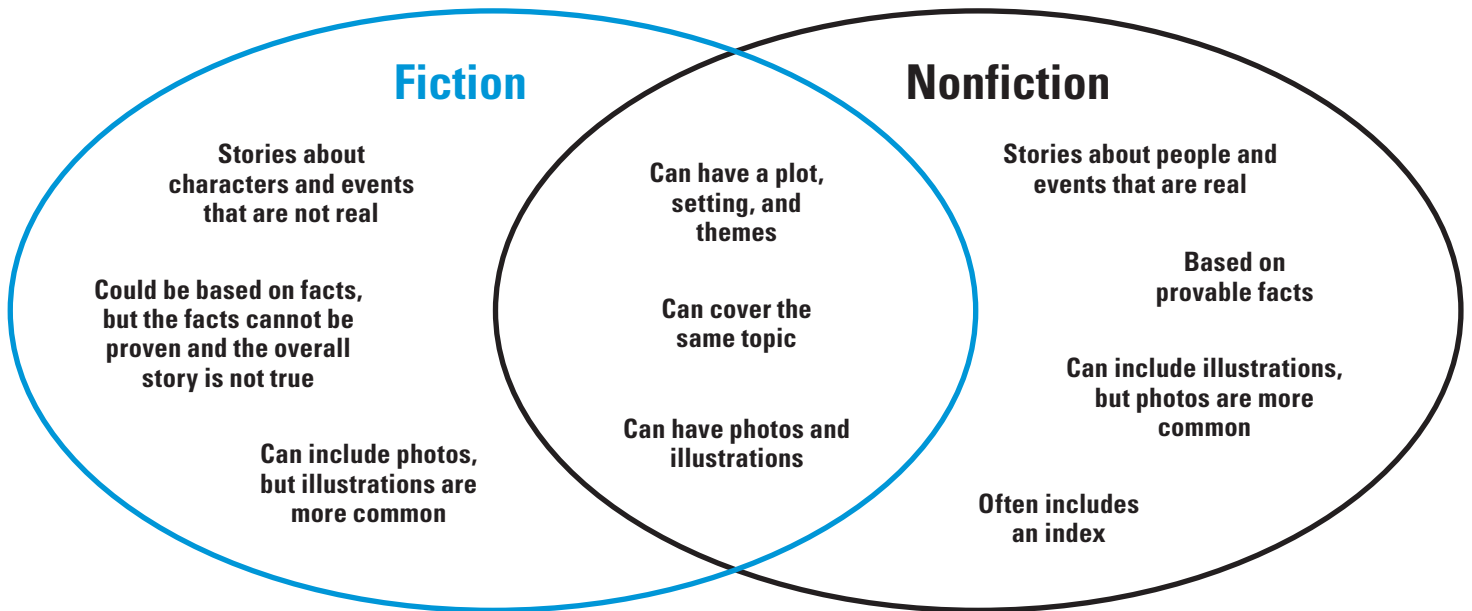 Fiction
Stories about
characters and events
that are not real
Could be based on facts,
but the facts cannot be
proven and the overall
story is not true
Can include photos,
but illustrations are
more common
Can have a plot,
setting, and
themes
Can cover the
same topic
Can have photos and
illustrations
Nonfiction
Stories about people and
events that are real
Based on
provable facts
Can include illustrations,
but photos are more
common
Often includes
an index